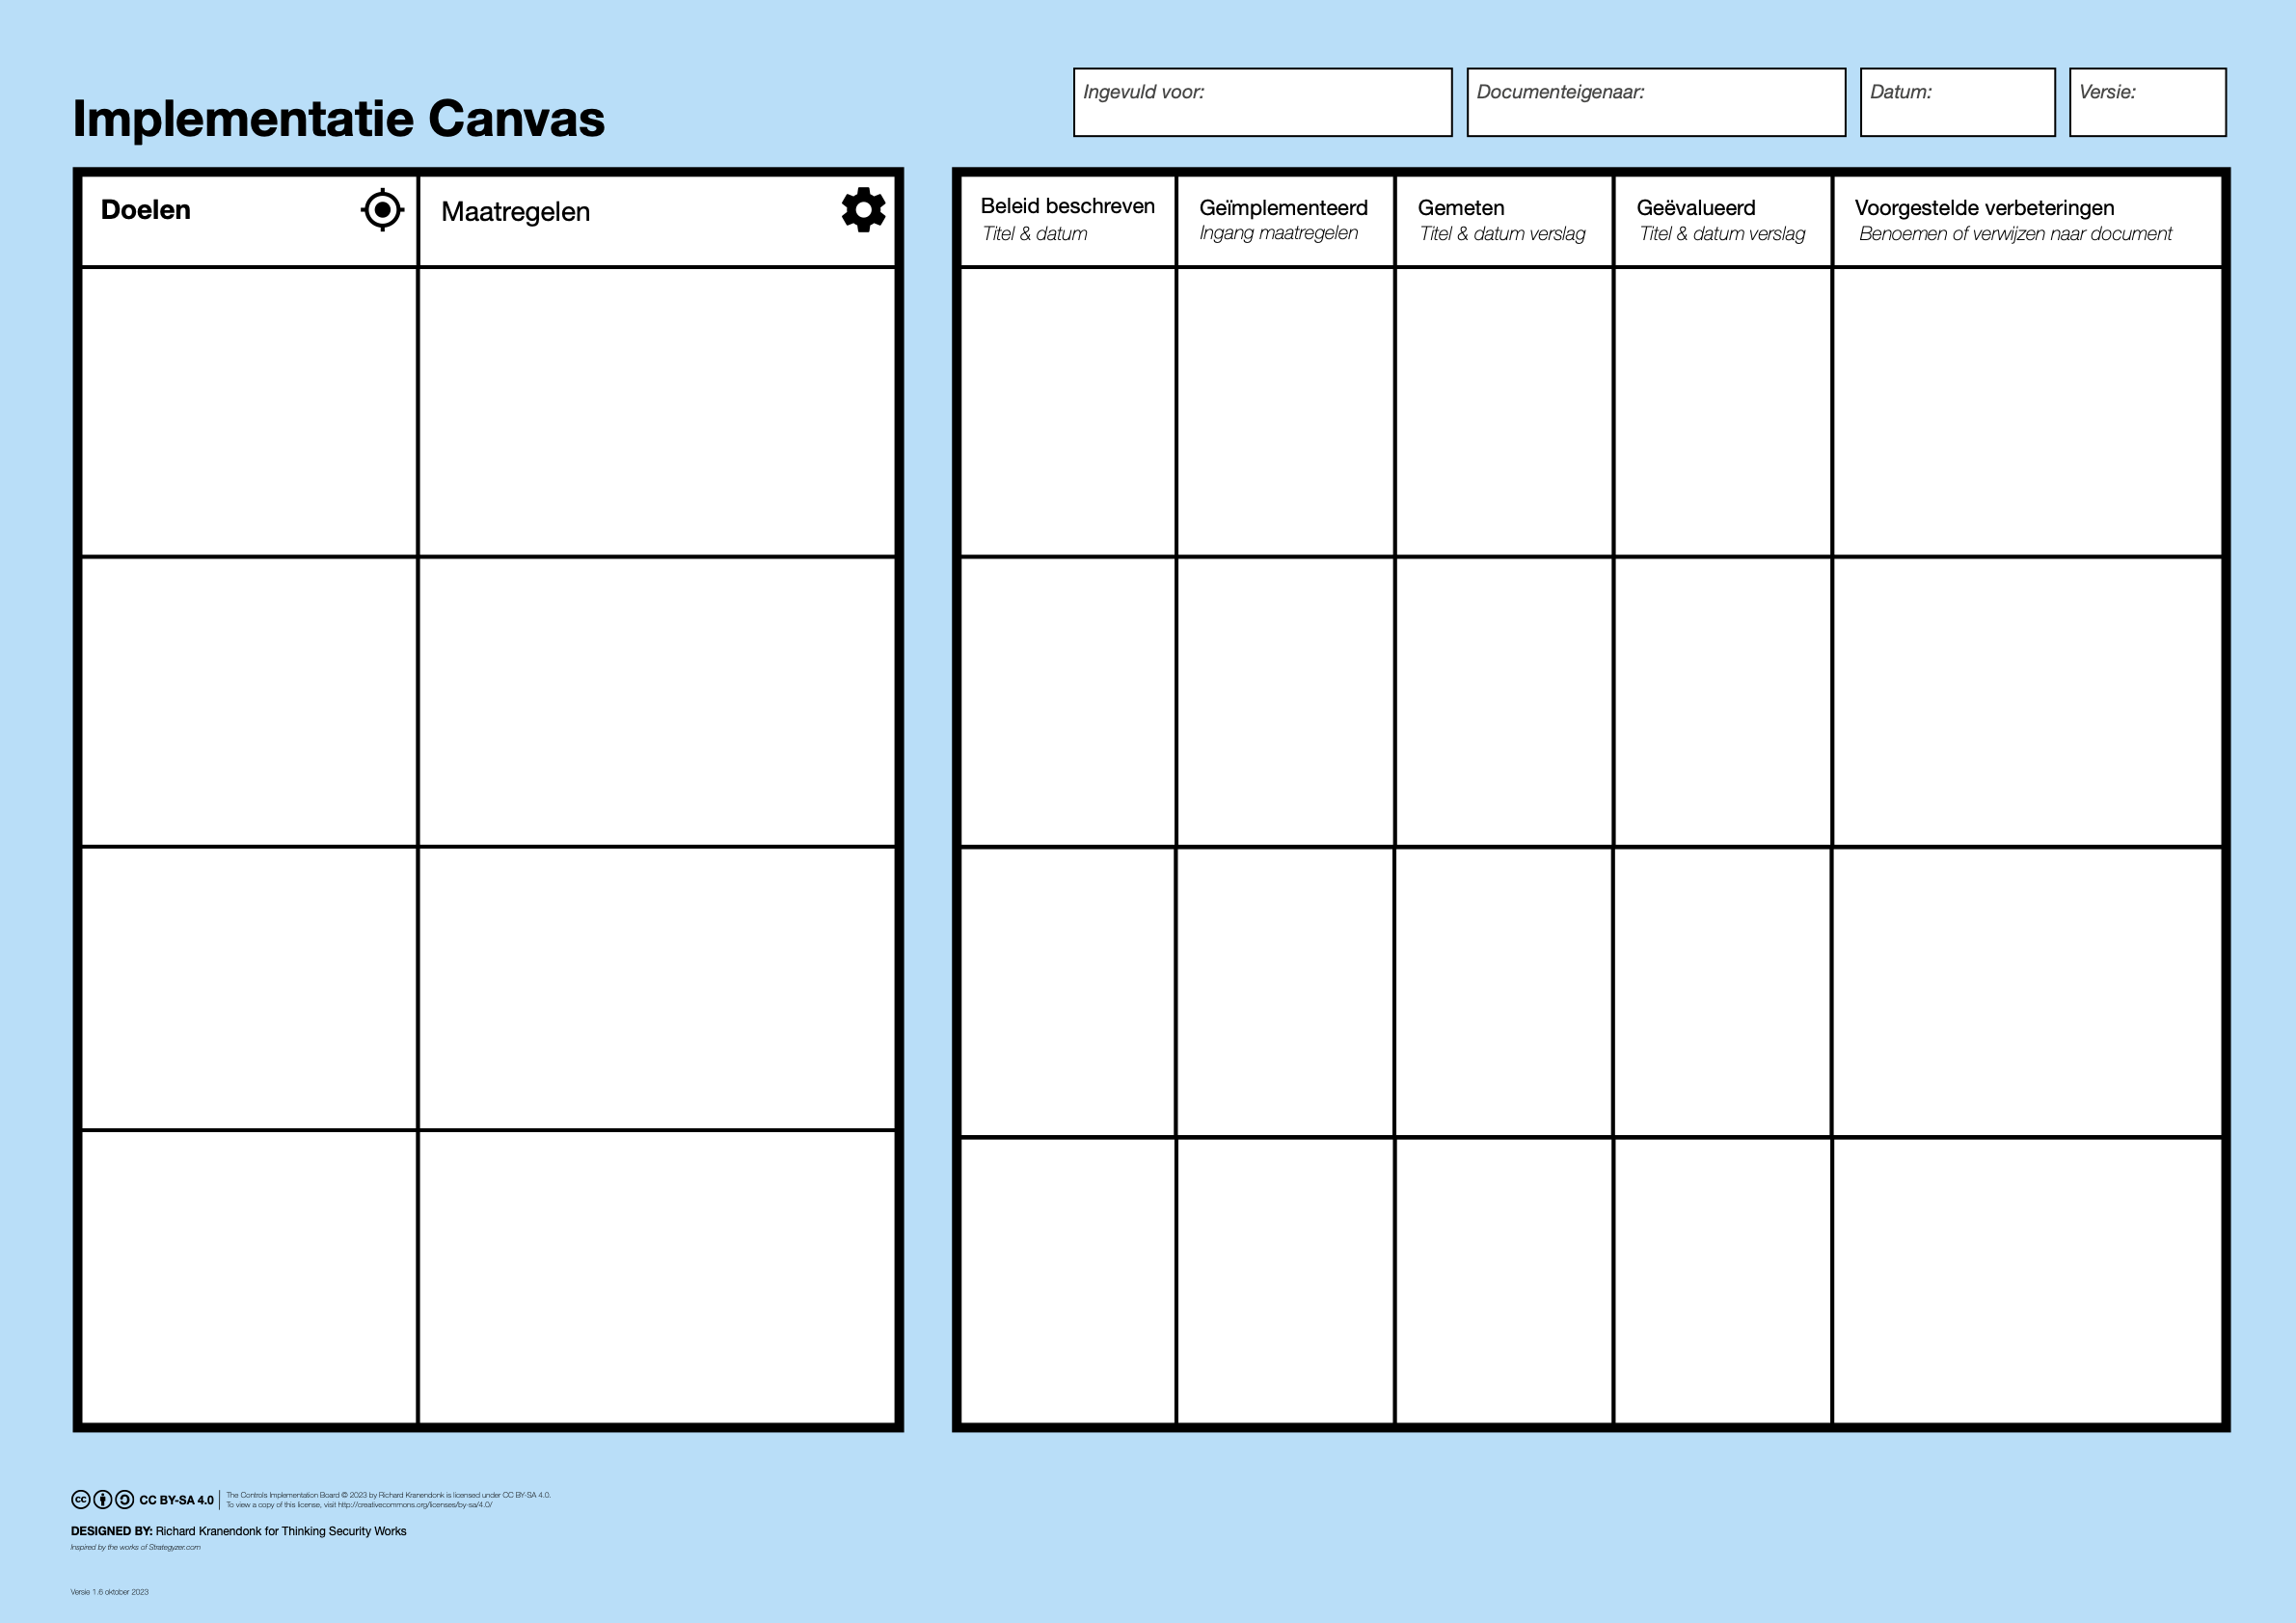 Implementatie Canvas
Ingevuld voor:
Documenteigenaar:
Datum:
Versie:
Doelen
Maatregelen
Beleid beschreven
Titel & datum
Geïmplementeerd
Ingang maatregelen
Gemeten
Titel & datum verslag
Geëvalueerd
Titel & datum verslag
Voorgestelde verbeteringen
Benoemen of verwijzen naar document
CC BY-SA 4.0
The Controls Implementation Board © 2023 by Richard Kranendonk is licensed under CC BY-SA 4.0.
To view a copy of this license, visit http://creativecommons.org/licenses/by-sa/4.0/
DESIGNED BY: Richard Kranendonk for Thinking Security Works
Inspired by the works of Strategyzer.com
Versie 1.6 oktober 2023